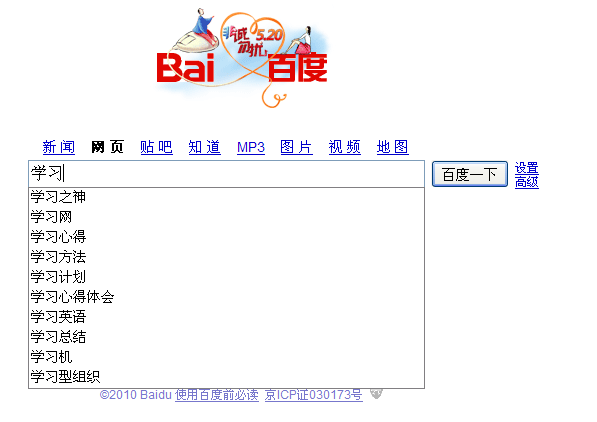 非诚勿扰 5.20
Bai 百度
新闻 网页 贴吧 知道 MP3 图片 视频 地图
学习 百度一下 设置
高级
学习之神
学习网
学习心得
学习方法
学习计划
学习心得体会
学习英语
学习总结
学习机
学习型组织
©2010 Baidu 使用百度前必读 京ICP证030173号